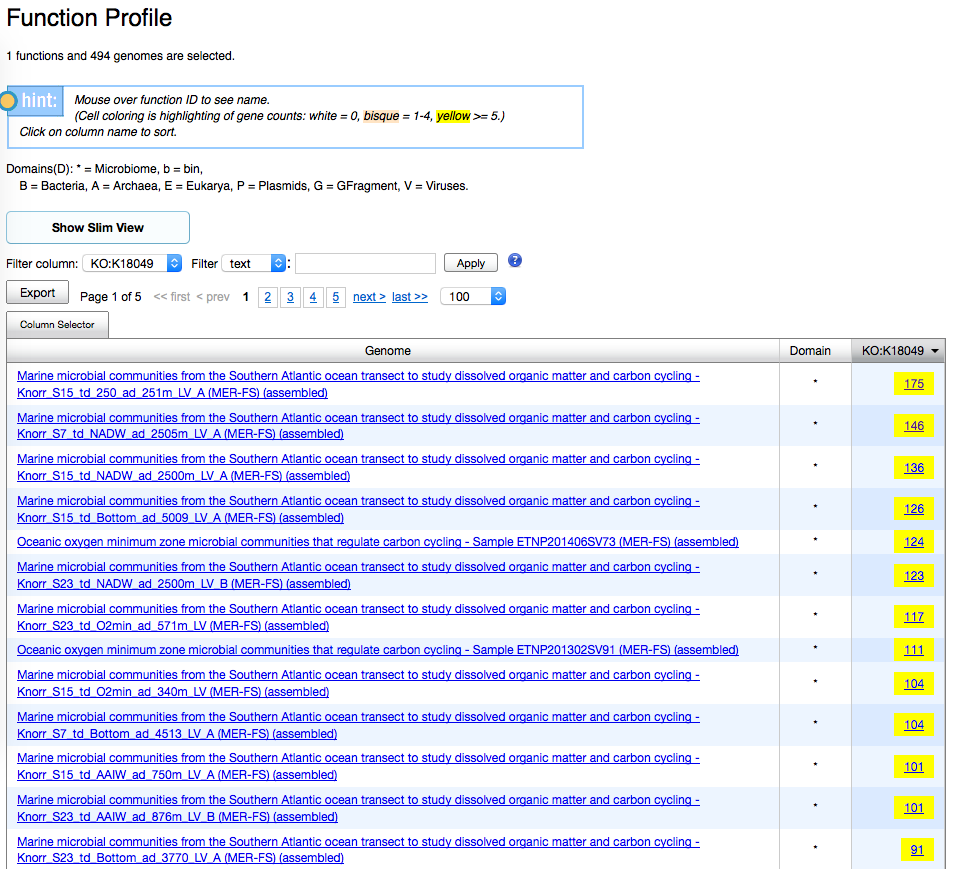 Function Profile
1 functions and 494 genomes are selected.
hint: Mouse over function ID to see name.
(Cell coloring is highlighting of gene counts: white = 0, bisque = 1-4, yellow >= 5.)
Click on column name to sort.
Domains(D): * = Microbiome, b = bin,
B = Bacteria, A = Archaea, E = Eukarya, P = Plasmids, G = GFragment, V = Viruses.
Show Slim View
Filter column: KO:K18049 Filter text : Apply ?
Export Page 1 of 5 << first < prev 1 2 3 4 5 next > last >> 100
Column Selector
Genome Domain KO:K18049
Marine microbial communities from the Southern Atlantic ocean transect to study dissolved organic matter and carbon cycling -
Knorr_S15_td_250_ad_251m_LV_A (MER-FS) (assembled) * 175
Marine microbial communities from the Southern Atlantic ocean transect to study dissolved organic matter and carbon cycling -
Knorr_S7_td_NADW_ad_2505m_LV_A (MER-FS) (assembled) * 146
Marine microbial communities from the Southern Atlantic ocean transect to study dissolved organic matter and carbon cycling -
Knorr_S15_td_NADW_ad_2500m_LV_A (MER-FS) (assembled) * 136
Marine microbial communities from the Southern Atlantic ocean transect to study dissolved organic matter and carbon cycling -
Knorr_S15_td_Bottom_ad_5009_LV_A (MER-FS) (assembled) * 126
Oceanic oxygen minimum zone microbial communities that regulate carbon cycling - Sample ETNP201406SV73 (MER-FS) (assembled) * 124
Marine microbial communities from the Southern Atlantic ocean transect to study dissolved organic matter and carbon cycling -
Knorr_S23_td_NADW_ad_2500m_LV_B (MER-FS) (assembled) * 123
Marine microbial communities from the Southern Atlantic ocean transect to study dissolved organic matter and carbon cycling -
Knorr_S23_td_O2min_ad_571m_LV (MER-FS) (assembled) * 117
Oceanic oxygen minimum zone microbial communities that regulate carbon cycling - Sample ETNP201302SV91 (MER-FS) (assembled) * 111
Marine microbial communities from the Southern Atlantic ocean transect to study dissolved organic matter and carbon cycling -
Knorr_S15_td_O2min_ad_340m_LV (MER-FS) (assembled) * 104
Marine microbial communities from the Southern Atlantic ocean transect to study dissolved organic matter and carbon cycling -
Knorr_S7_td_Bottom_ad_4513_LV_A (MER-FS) (assembled) * 104
Marine microbial communities from the Southern Atlantic ocean transect to study dissolved organic matter and carbon cycling -
Knorr_S15_td_AAIW_ad_750m_LV_A (MER-FS) (assembled) * 101
Marine microbial communities from the Southern Atlantic ocean transect to study dissolved organic matter and carbon cycling -
Knorr_S23_td_AAIW_ad_876m_LV_B (MER-FS) (assembled) * 101
Marine microbial communities from the Southern Atlantic ocean transect to study dissolved organic matter and carbon cycling -
Knorr_S23_td_Bottom_ad_3770_LV_A (MER-FS) (assembled) * 91